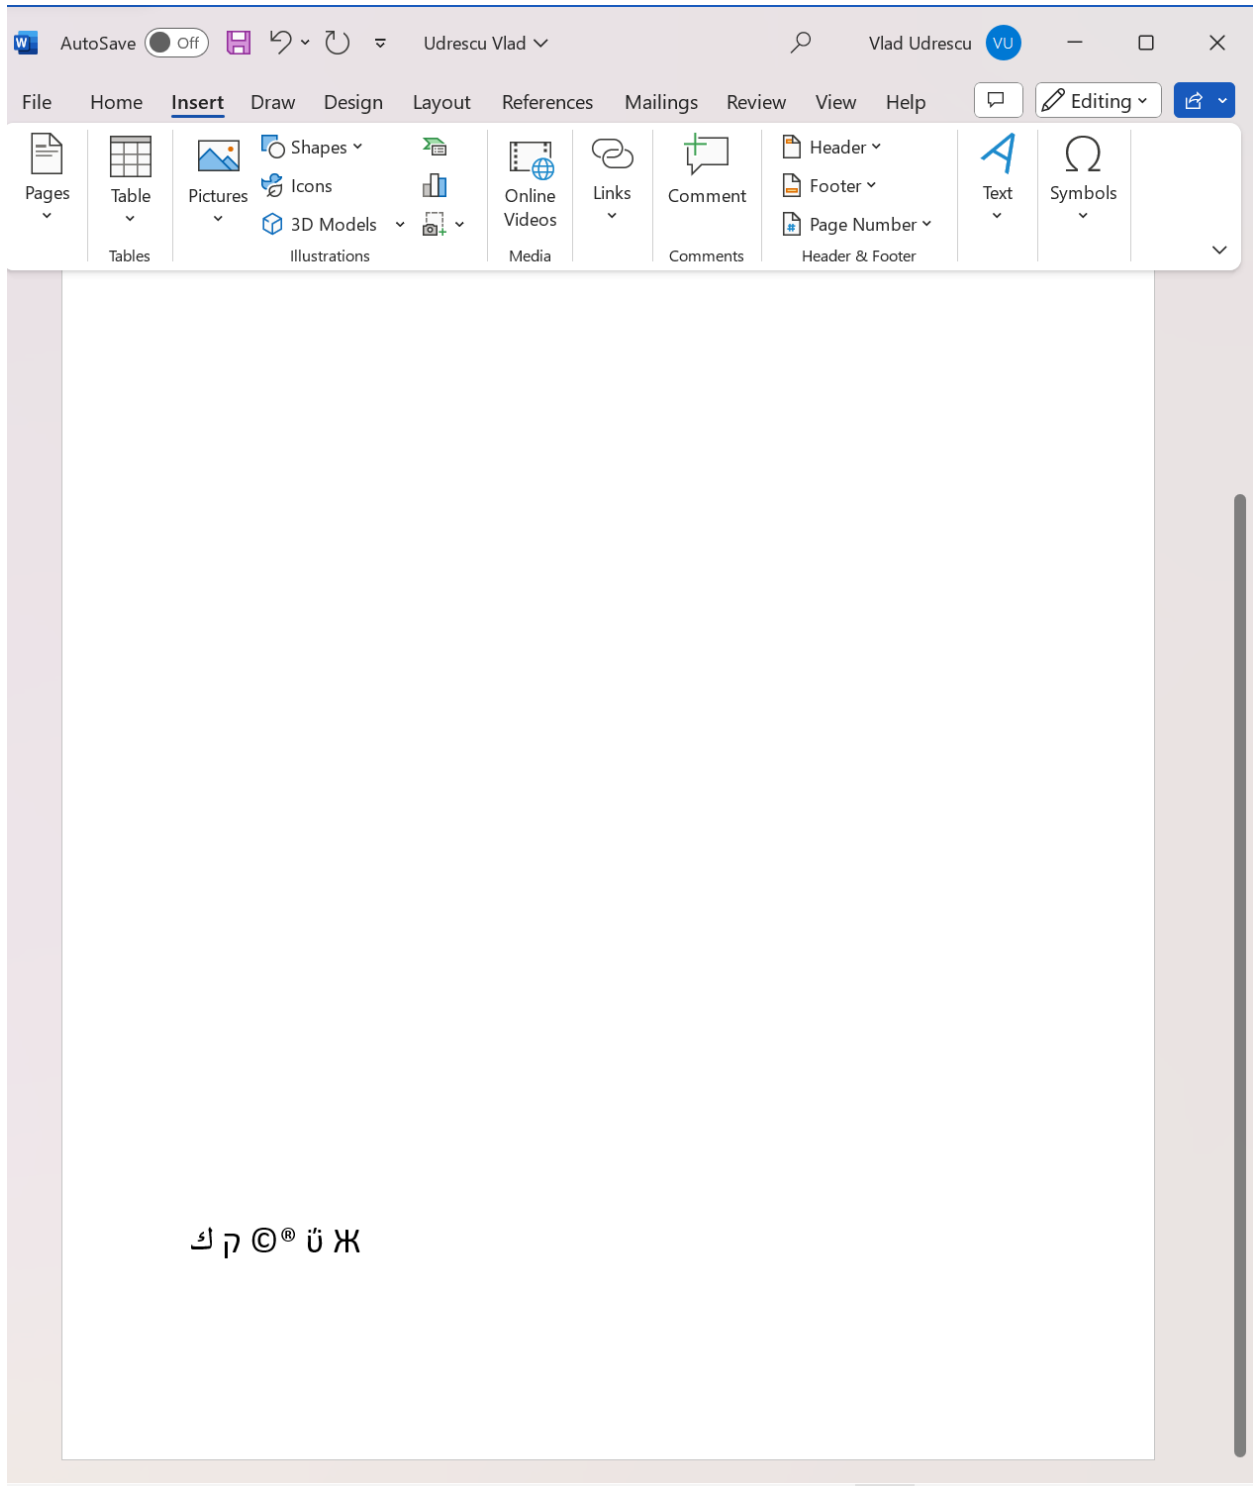 AutoSave Off Udrescu Vlad Vlad Udrescu VU
File Home Insert Draw Design Layout References Mailings Review View Help Editing
Pages
Table
Tables
Pictures
Shapes
Icons
3D Models
Illustrations
Online
Videos
Media
Links
Comment
Comments
Header
Footer
Page Number
Header & Footer
Text
Symbols
ك ק ©® ΰ Ж